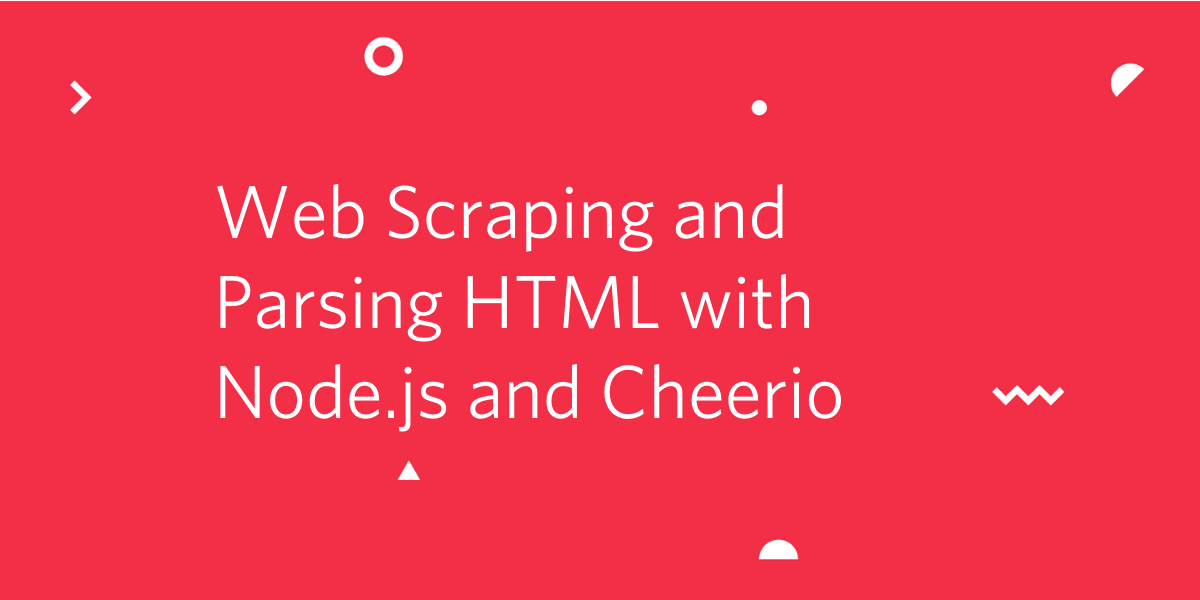 Web Scraping and
Parsing HTML with
Node.js and Cheerio